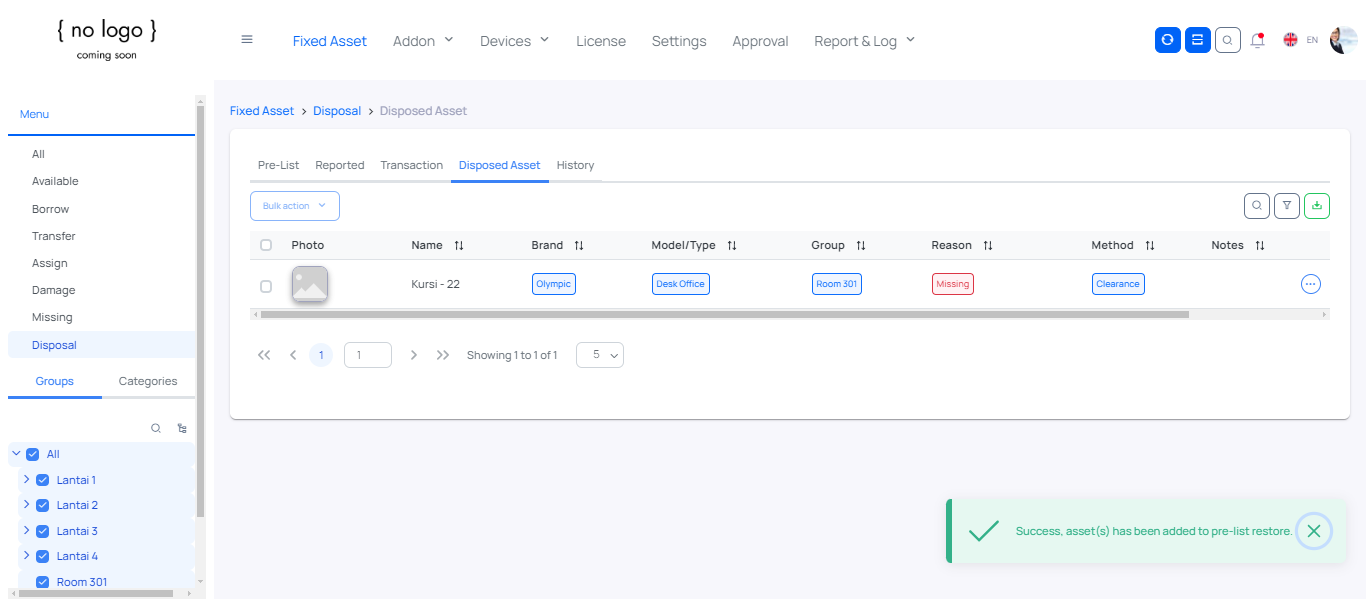 { no logo }
coming soon
Fixed Asset Addon Devices License Settings Approval Report & Log EN
Menu
All
Available
Borrow
Transfer
Assign
Damage
Missing
Disposal
Groups Categories
All
Lantai 1
Lantai 2
Lantai 3
Lantai 4
Room 301
Fixed Asset > Disposal > Disposed Asset
Pre-List Reported Transaction Disposed Asset History
Bulk action
Photo Name Brand Model/Type Group Reason Method Notes
Kursi - 22 Olympic Desk Office Room 301 Missing Clearance
1 1 Showing 1 to 1 of 1 5
Success, asset(s) has been added to pre-list restore.